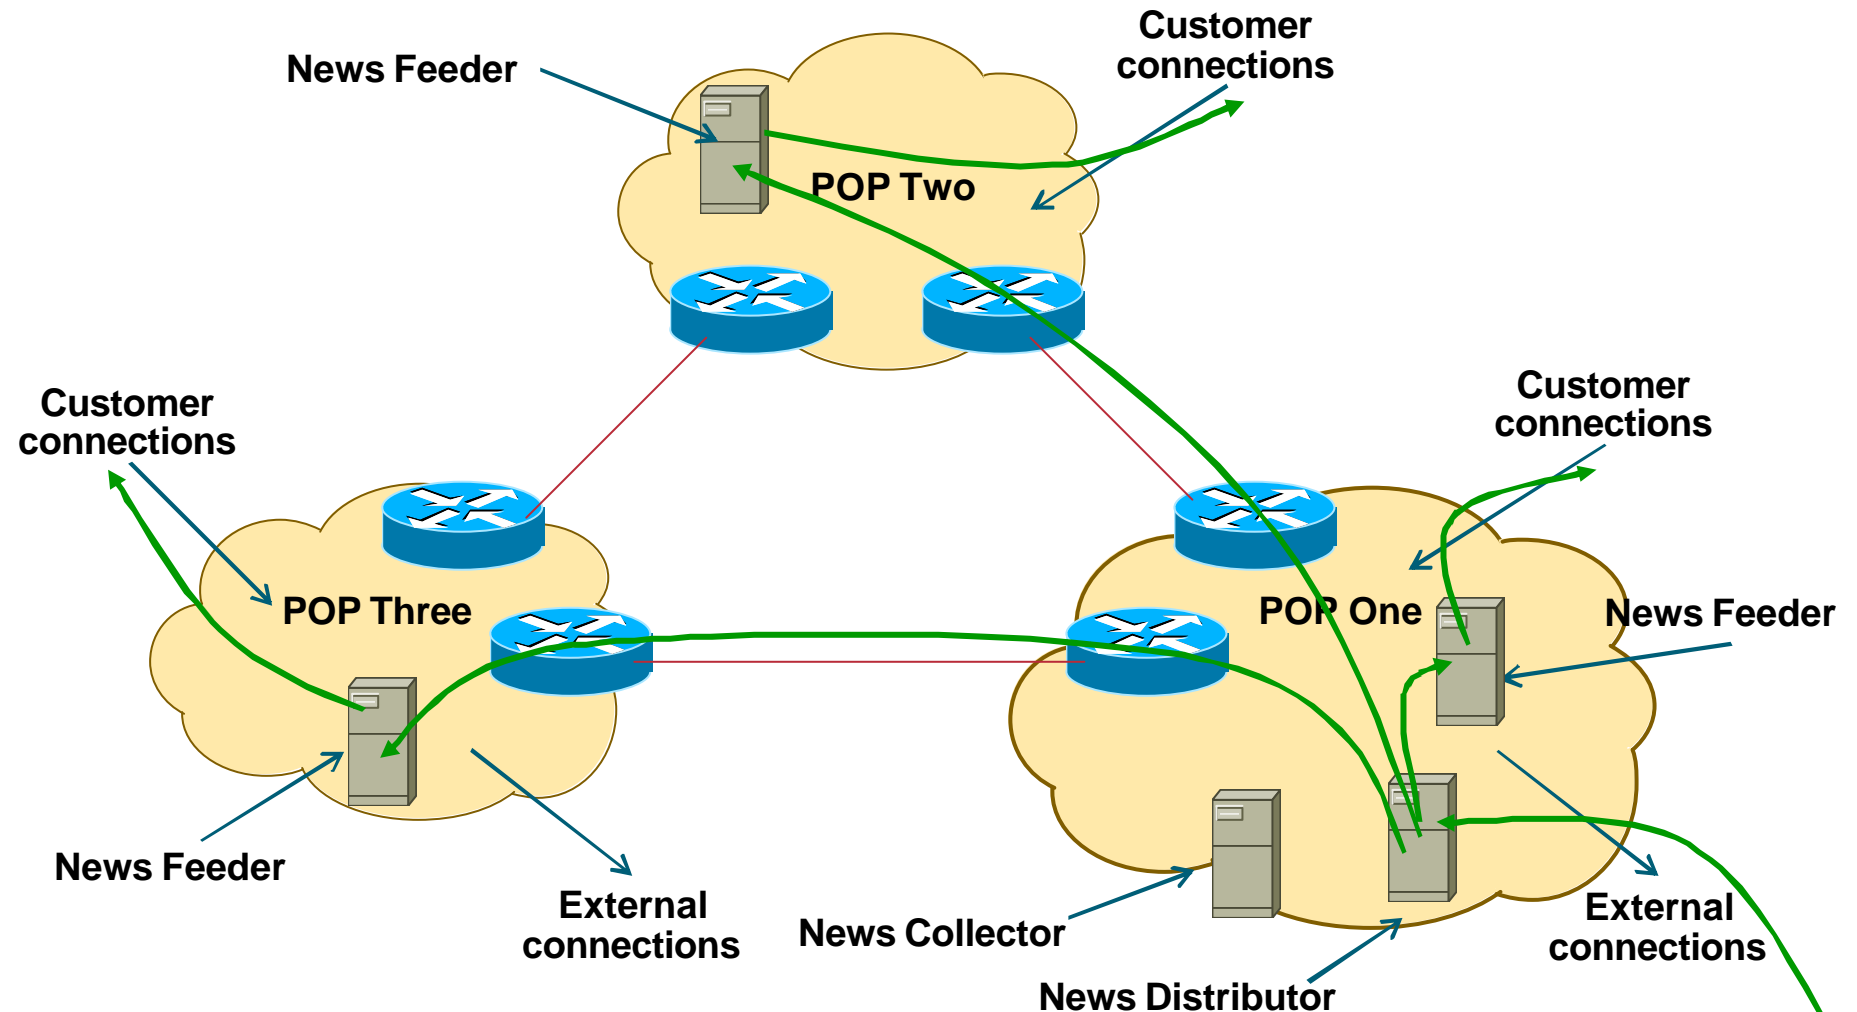 Customer
connections
News Feeder
POP Two
Customer
connections
Customer
connections
POP Three
POP One
News Feeder
News Feeder
External
connections
News Collector
External
connections
News Distributor